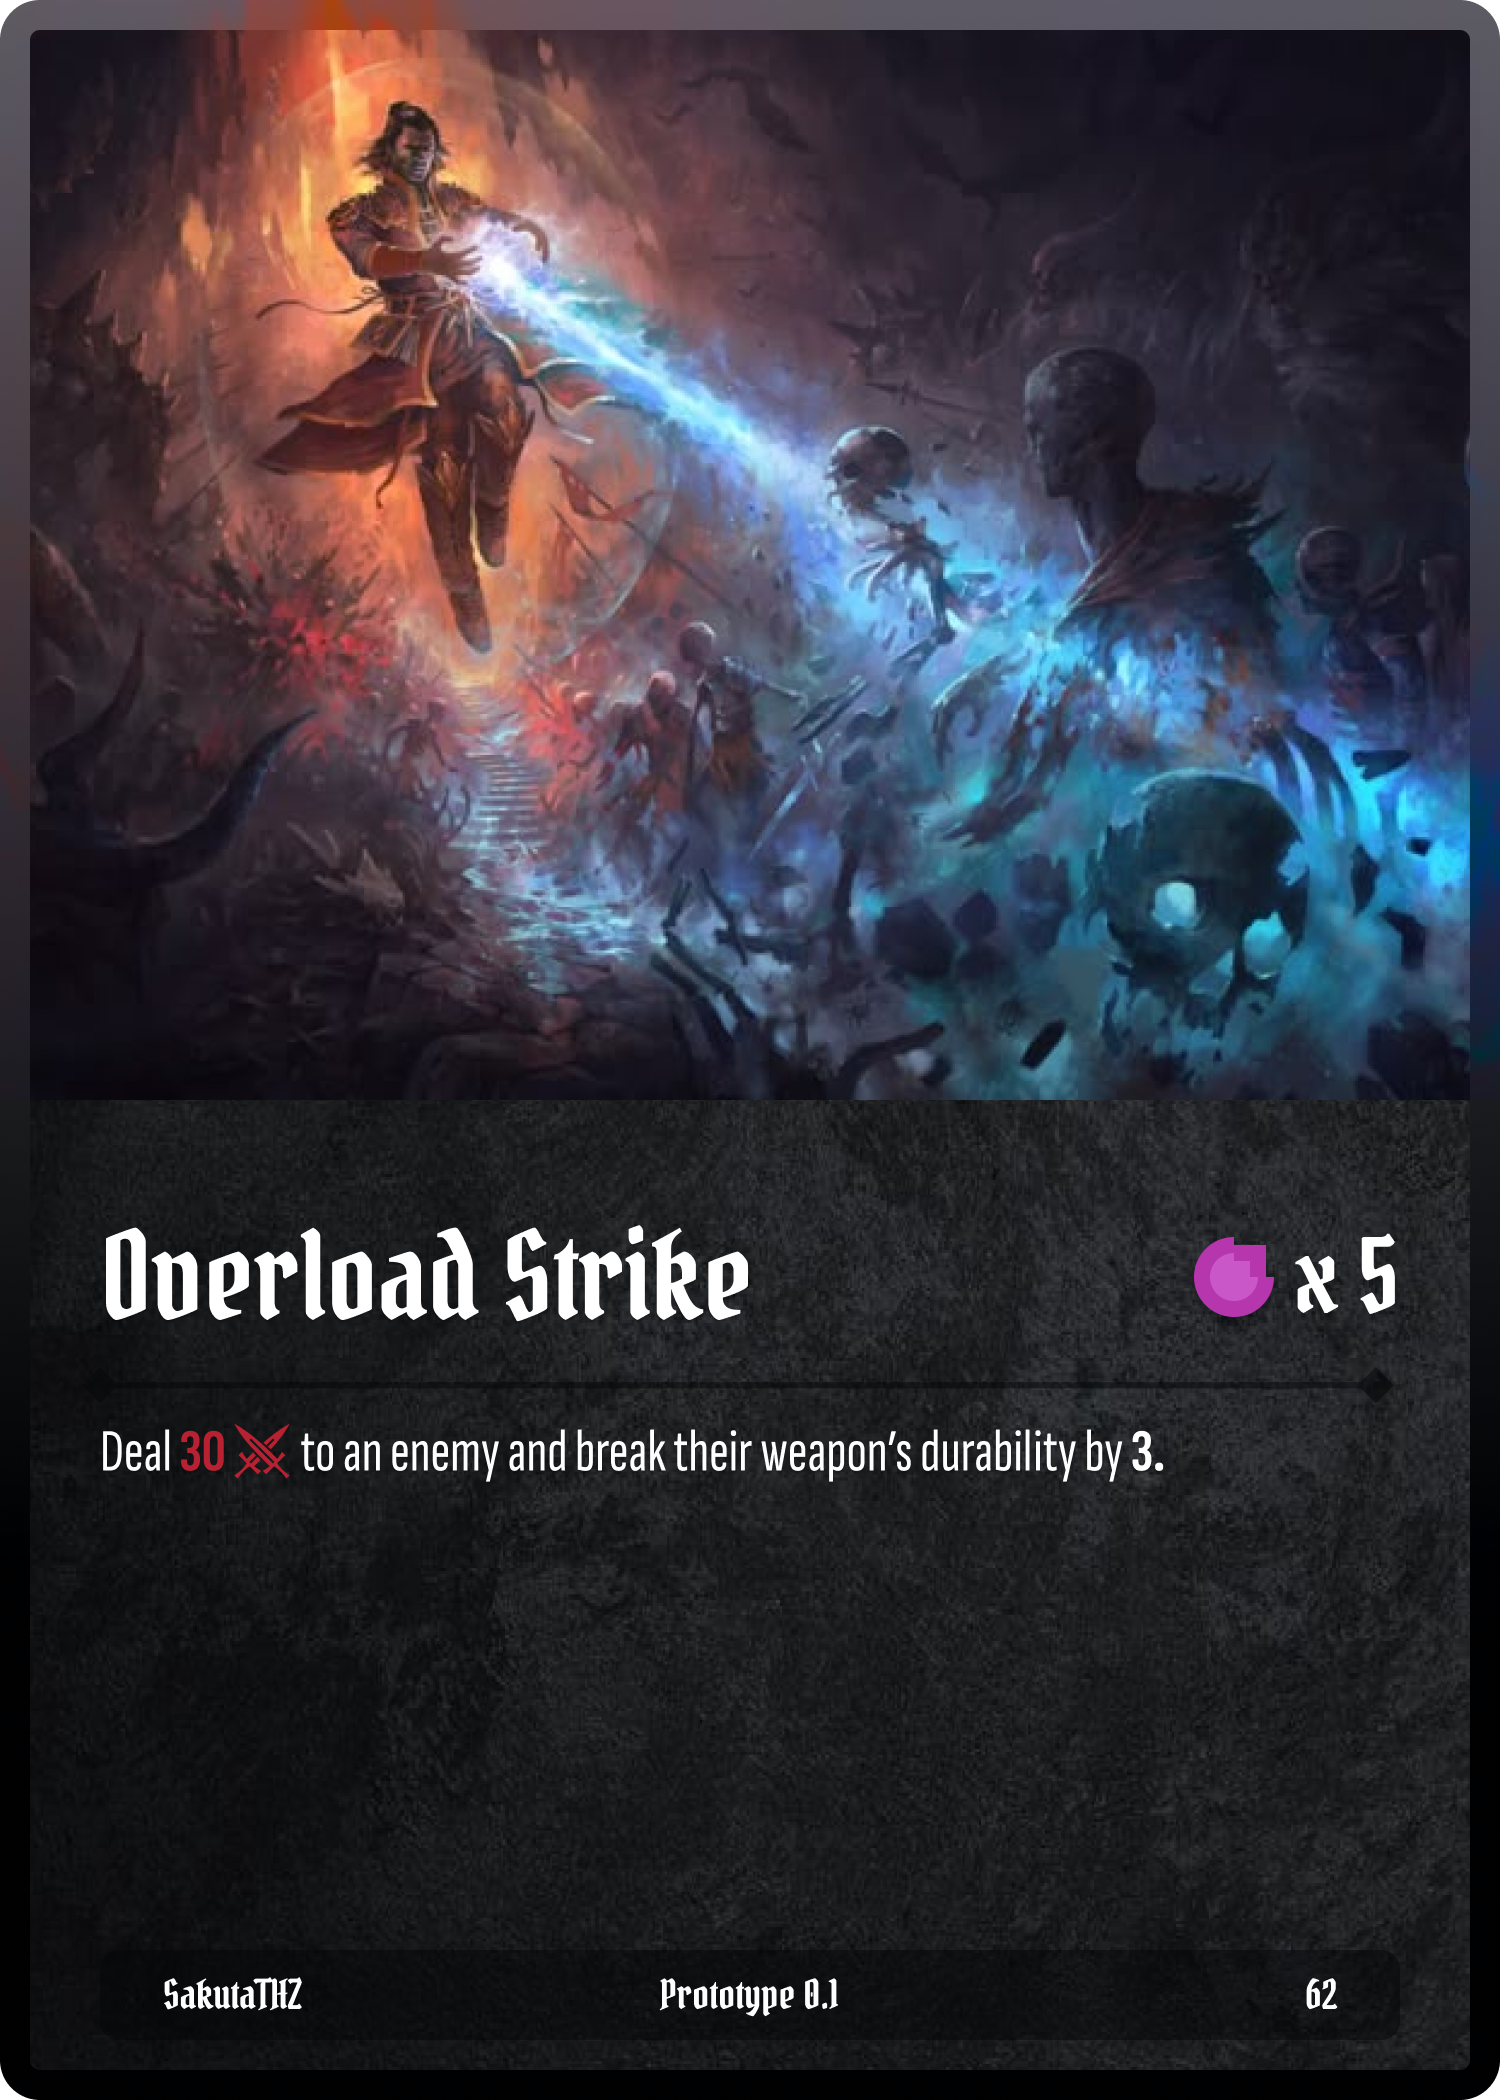 Overload Strike x 5
Deal 30 to an enemy and break their weapon’s durability by 3.
SakutaTHZ Prototype 0.1 62